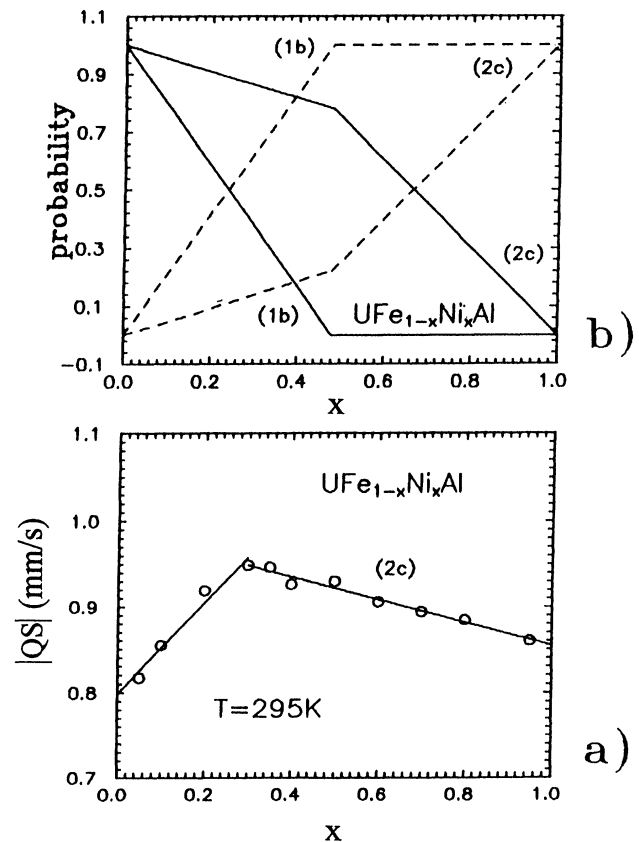 1.1
0.9
0.7
0.5
0.3
0.1
−0.1
probability
(1b)
(2c)
(2c)
(1b)
UFe₁₋ₓNiₓAl
0.0 0.2 0.4 0.6 0.8 1.0
x
b)
1.1
1.0
0.9
0.8
0.7
|QS| (mm/s)
UFe₁₋ₓNiₓAl
(2c)
T=295K
0.0 0.2 0.4 0.6 0.8 1.0
x
a)